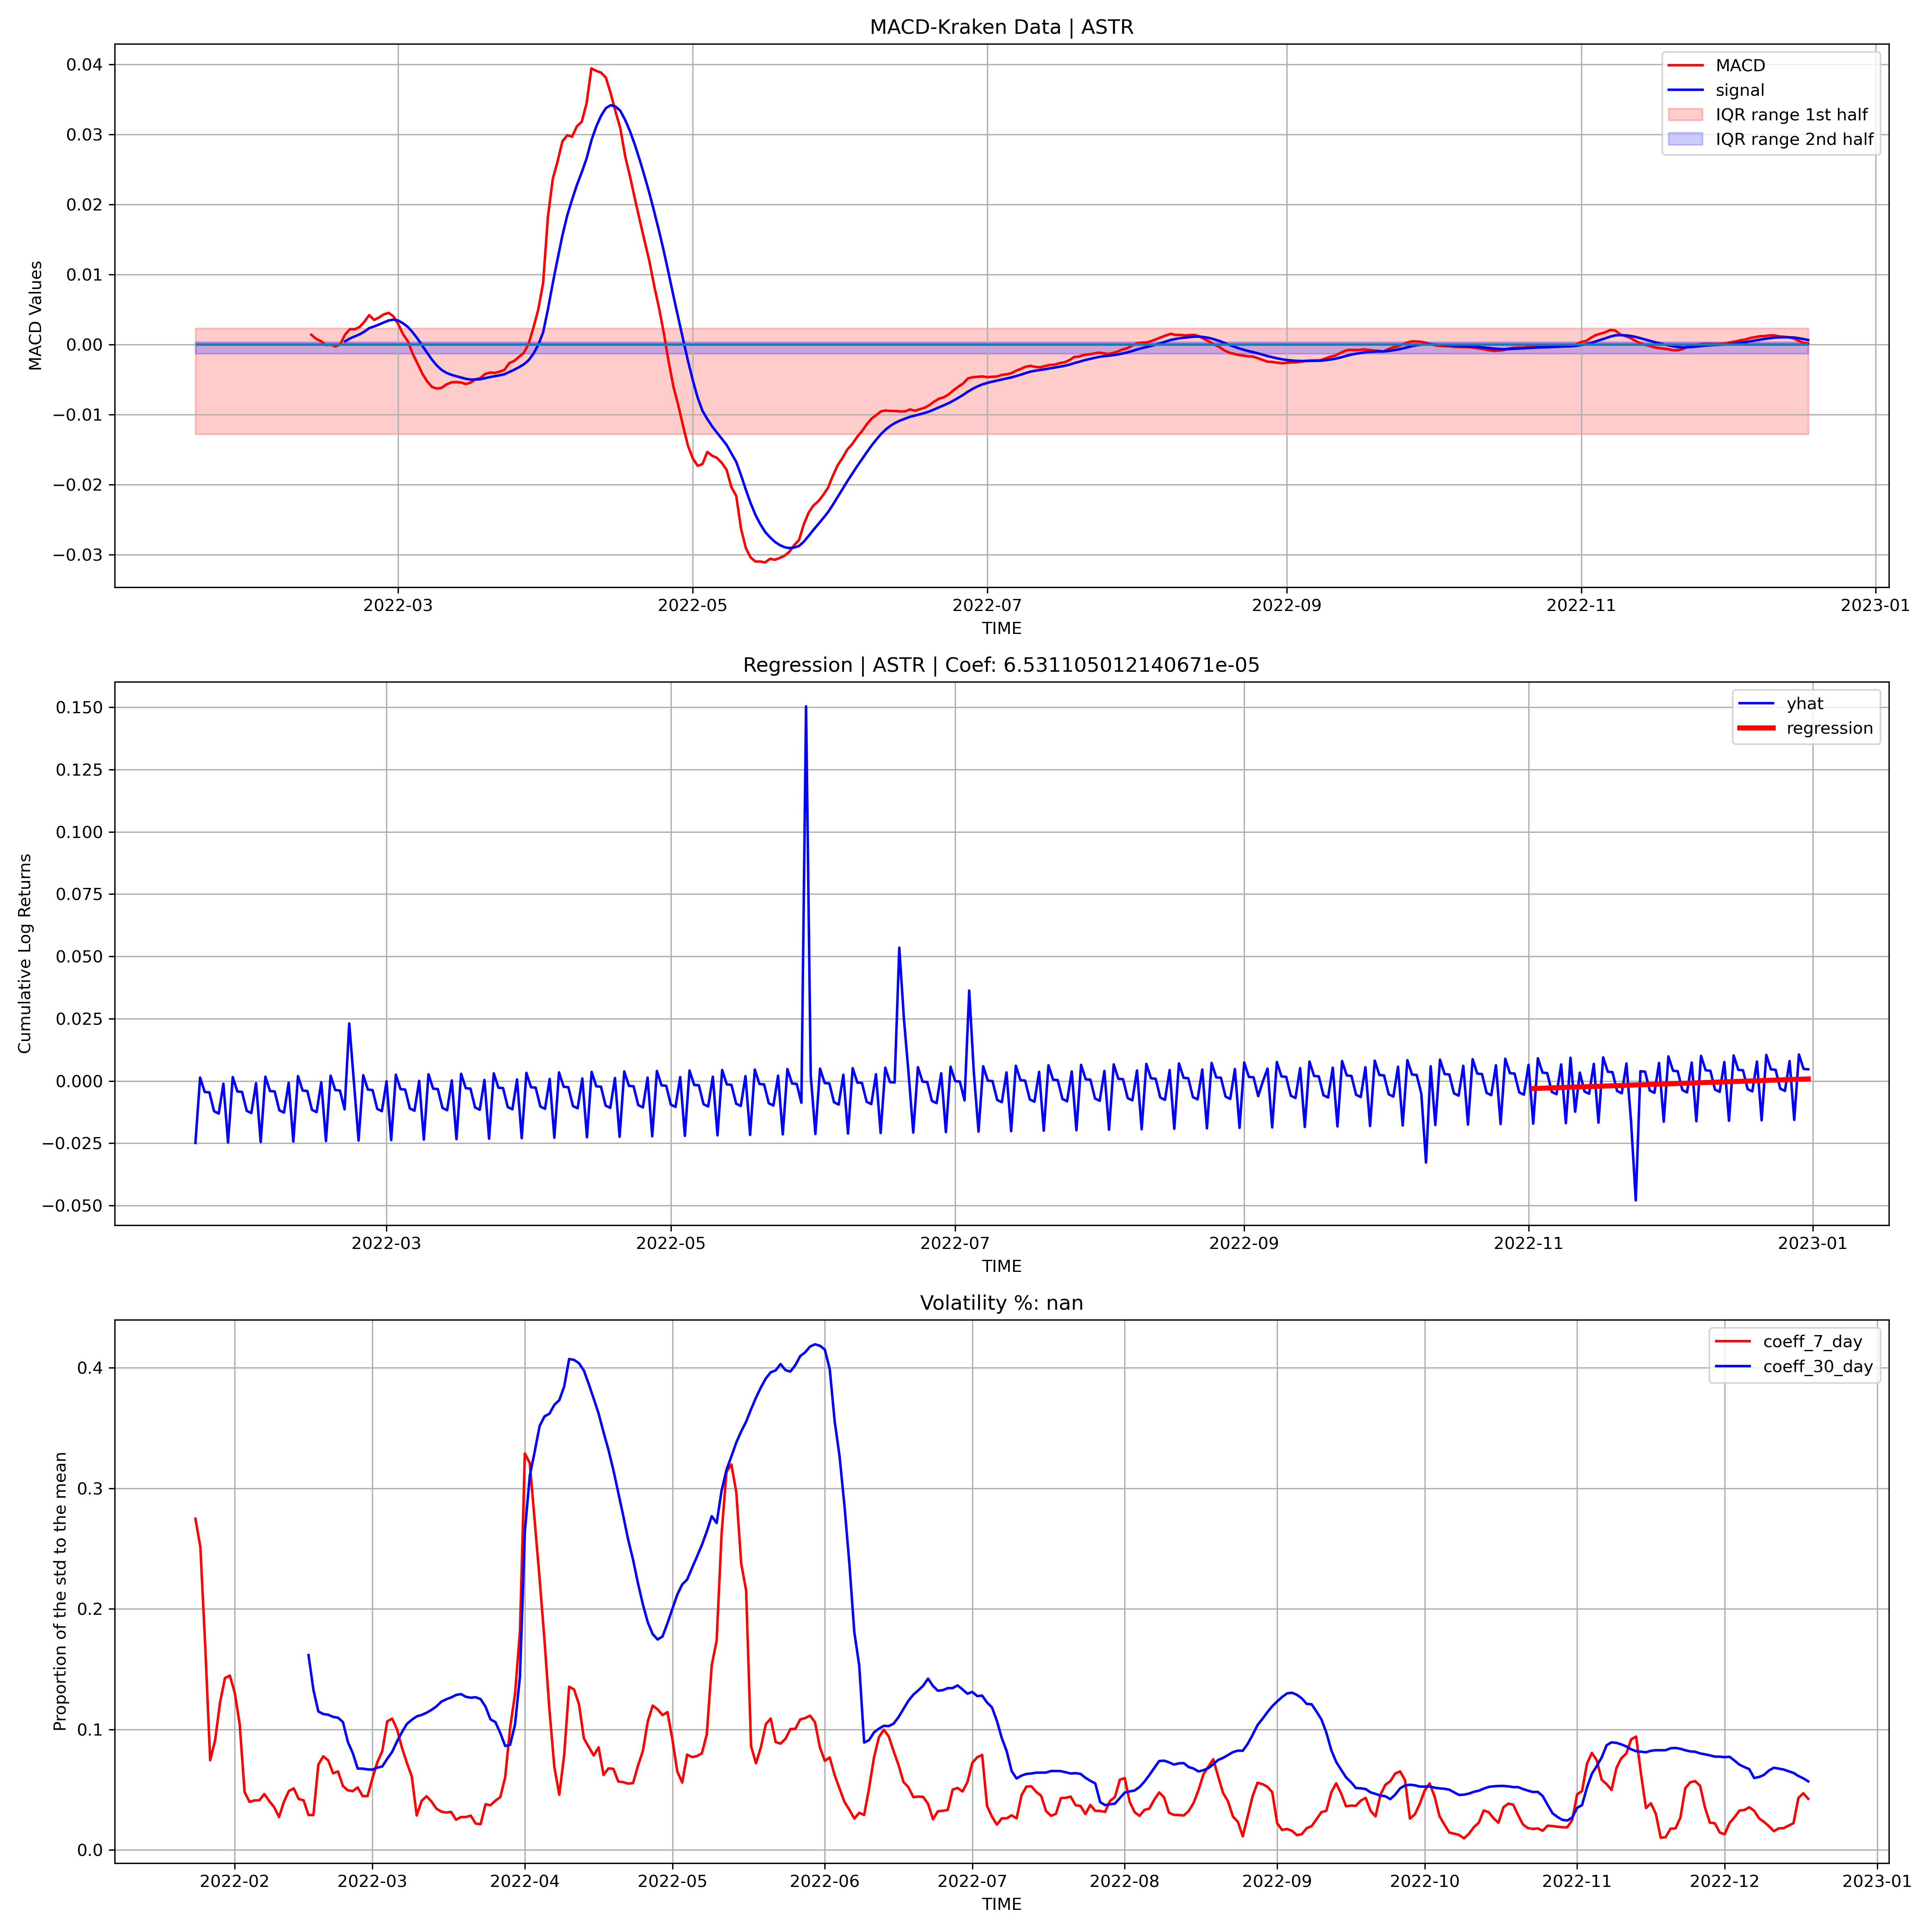 MACD-Kraken Data | ASTR
MACD
signal
IQR range 1st half
IQR range 2nd half
MACD Values
0.04
0.03
0.02
0.01
0.00
−0.01
−0.02
−0.03
2022-03 2022-05 2022-07 2022-09 2022-11 2023-01
TIME
Regression | ASTR | Coef: 6.531105012140671e-05
yhat
regression
Cumulative Log Returns
0.150
0.125
0.100
0.075
0.050
0.025
0.000
−0.025
−0.050
2022-03 2022-05 2022-07 2022-09 2022-11 2023-01
TIME
Volatility %: nan
coeff_7_day
coeff_30_day
Proportion of the std to the mean
0.4
0.3
0.2
0.1
0.0
2022-02 2022-03 2022-04 2022-05 2022-06 2022-07 2022-08 2022-09 2022-10 2022-11 2022-12 2023-01
TIME